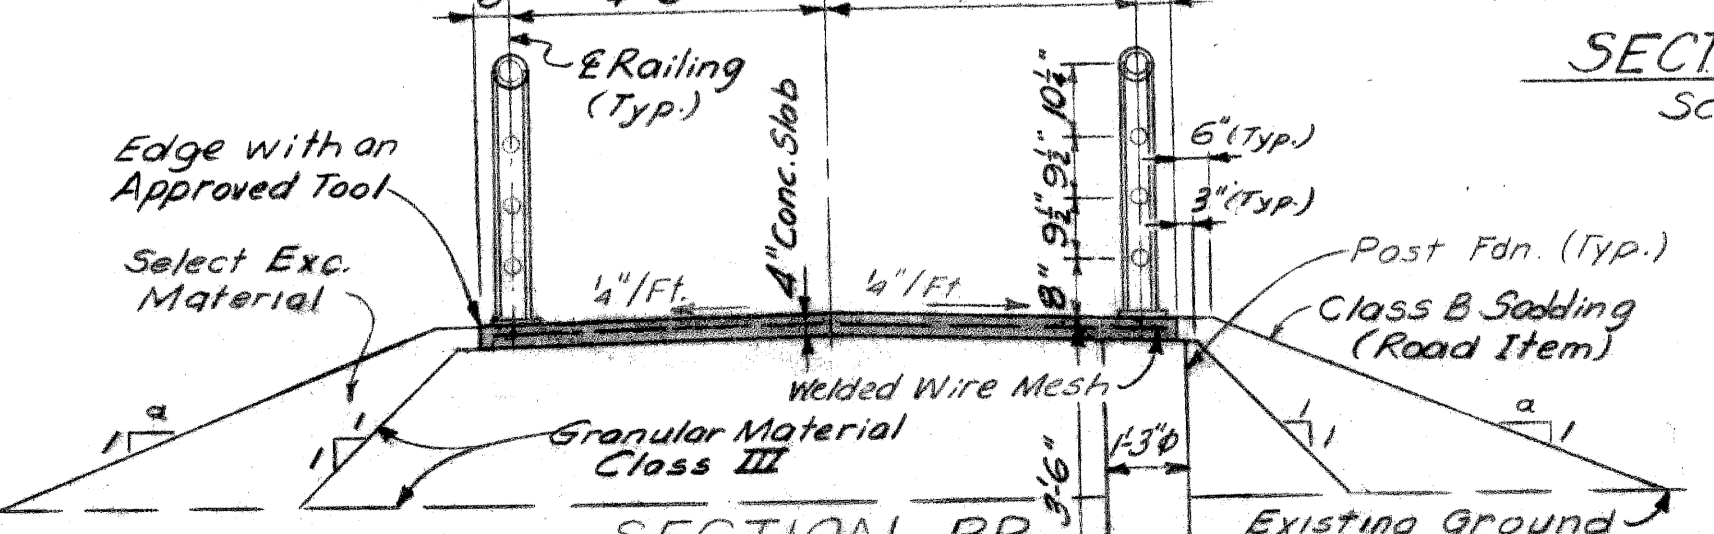 ℄ Railing
(Typ.)
SECT
SC
Edge with an
Approved Tool
4" Conc. Slab
8" 9½" 9½" 10¼"
6" (Typ.)
3" (Typ.)
Select Exc.
Material
¼"/Ft.
¼"/Ft
Post Fdn. (Typ.)
Class B Sodding
(Road Item)
Welded Wire Mesh
a
1
1
1
1
1
a
1
Granular Material
Class III
1'-3"φ
3'-6"
SECTION BB
Existing Ground